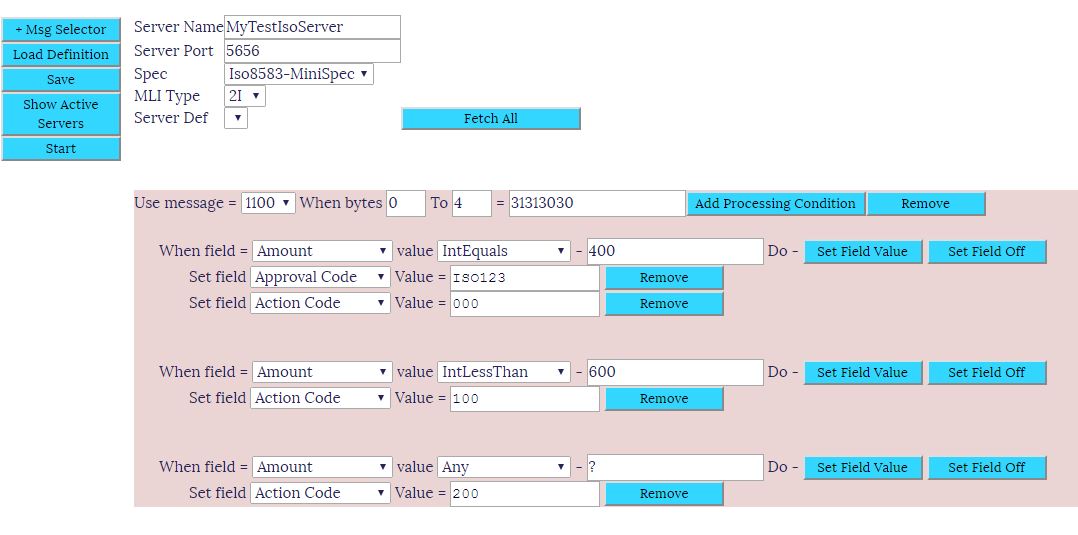 + Msg Selector
Load Definition
Save
Show Active
Servers
Start
Server Name MyTestIsoServer
Server Port 5656
Spec Iso8583-MiniSpec
MLI Type 2I
Server Def Fetch All
Use message = 1100 When bytes 0 To 4 = 31313030 Add Processing Condition Remove
When field = Amount value IntEquals - 400 Do - Set Field Value Set Field Off
Set field Approval Code Value = ISO123 Remove
Set field Action Code Value = 000 Remove
When field = Amount value IntLessThan - 600 Do - Set Field Value Set Field Off
Set field Action Code Value = 100 Remove
When field = Amount value Any - ? Do - Set Field Value Set Field Off
Set field Action Code Value = 200 Remove